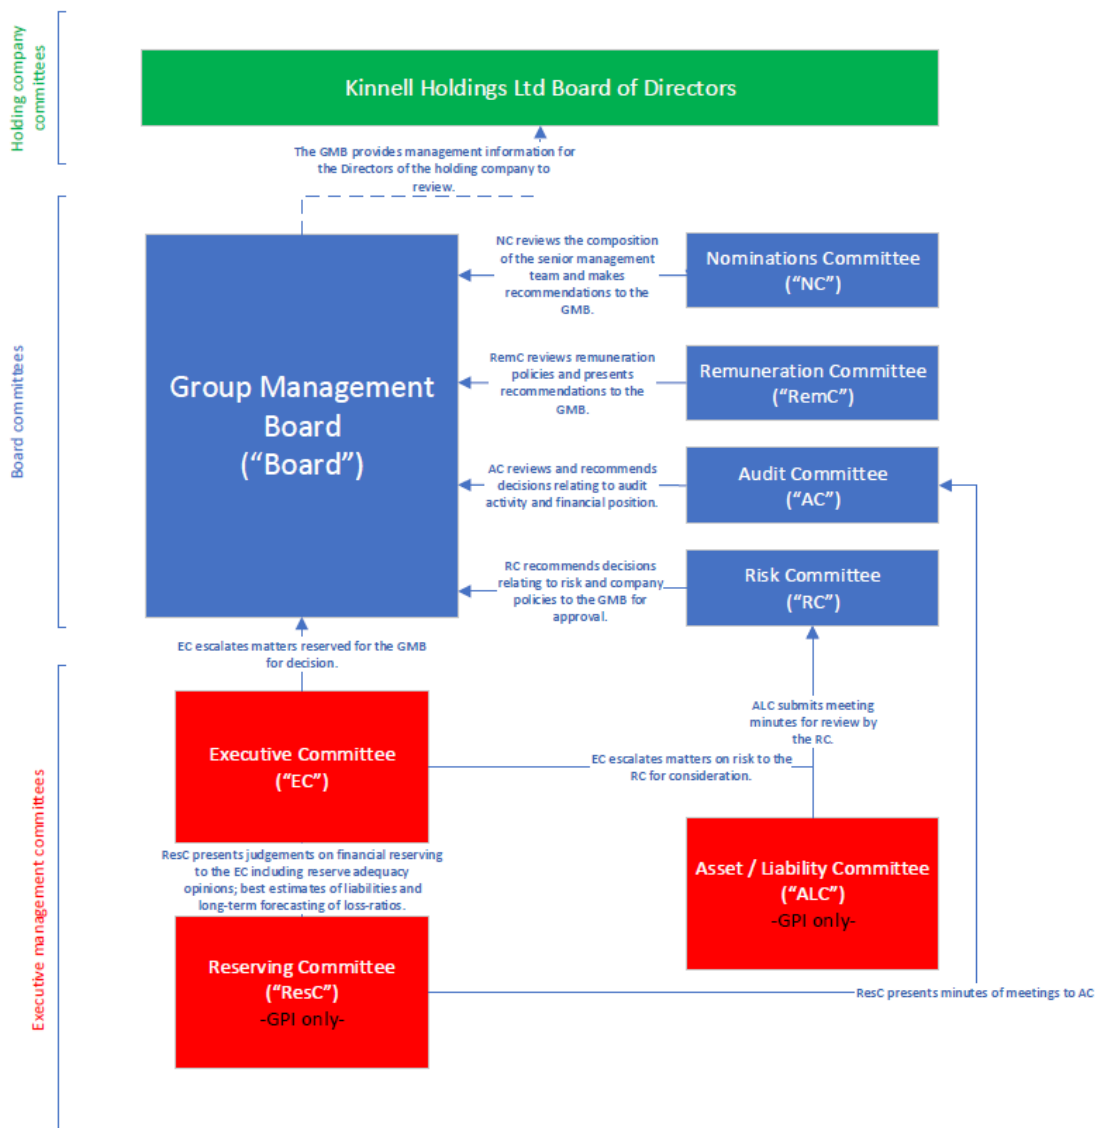 Holding company
committees
Kinnell Holdings Ltd Board of Directors
The GMB provides management information for
the Directors of the holding company to
review.
Board committees
Group Management
Board
(“Board”)
NC reviews the composition
of the senior management
team and makes
recommendations to the
GMB.
Nominations Committee
(“NC”)
RemC reviews remuneration
policies and presents
recommendations to the
GMB.
Remuneration Committee
(“RemC”)
AC reviews and recommends
decisions relating to audit
activity and financial position.
Audit Committee
(“AC”)
RC recommends decisions
relating to risk and company
policies to the GMB for
approval.
Risk Committee
(“RC”)
EC escalates matters reserved for the GMB
for decision.
Executive management committees
Executive Committee
(“EC”)
ALC submits meeting
minutes for review by
the RC.
EC escalates matters on risk to the
RC for consideration.
ResC presents judgements on financial reserving
to the EC including reserve adequacy
opinions; best estimates of liabilities and
long-term forecasting of loss-ratios.
Asset / Liability Committee
(“ALC”)
-GPI only-
Reserving Committee
(“ResC”)
-GPI only-
ResC presents minutes of meetings to AC